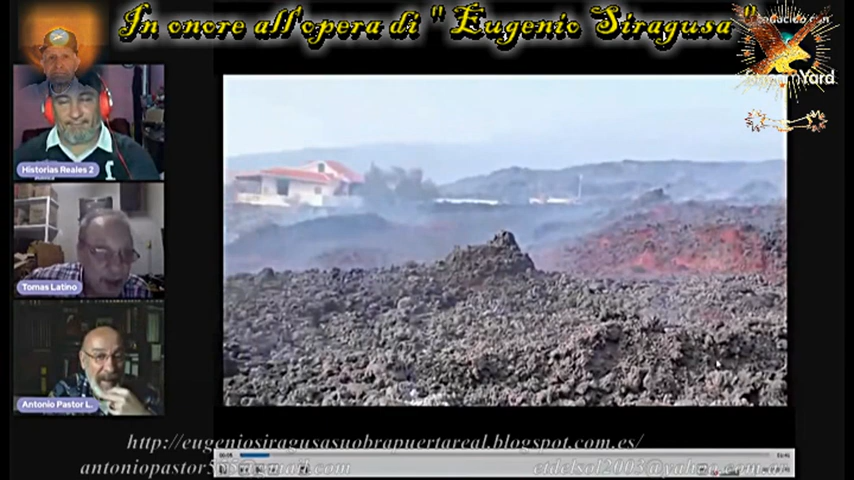 In onore all'opera di " Eugenio Siragusa "
Yard
Historias Reales 2
Tomas Latino
Antonio Pastor L.
http://eugeniosiragusasuobrapuertareal.blogspot.com.es/